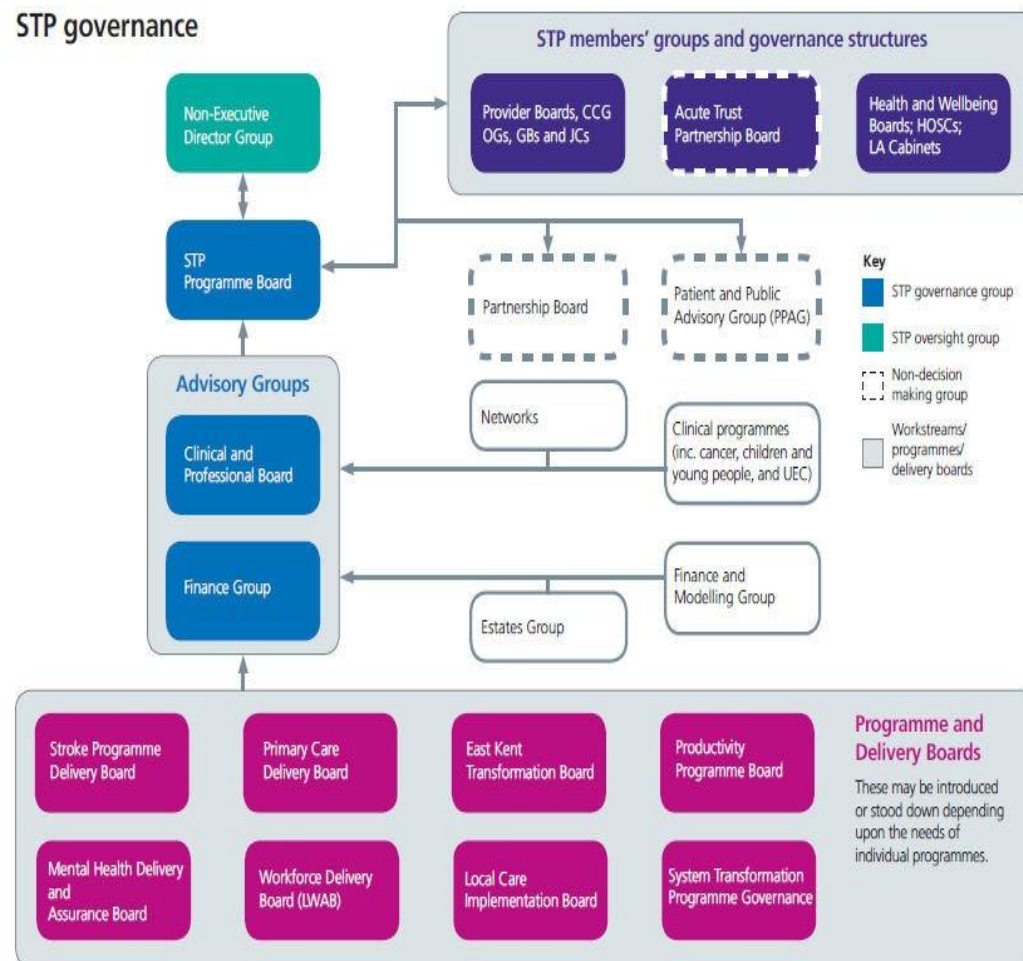 STP governance
STP members' groups and governance structures
Non-Executive
Director Group
Provider Boards, CCG
OGs, GBs and JCs
Acute Trust
Partnership Board
Health and Wellbeing
Boards; HOSCs;
LA Cabinets
STP
Programme Board
Partnership Board
Patient and Public
Advisory Group (PPAG)
Key
STP governance group
STP oversight group
Non-decision
making group
Workstreams/
programmes/
delivery boards
Advisory Groups
Clinical and
Professional Board
Networks
Clinical programmes
(inc. cancer, children and
young people, and UEC)
Finance Group
Estates Group
Finance and
Modelling Group
Stroke Programme
Delivery Board
Primary Care
Delivery Board
East Kent
Transformation Board
Productivity
Programme Board
Programme and
Delivery Boards
These may be introduced
or stood down depending
upon the needs of
individual programmes.
Mental Health Delivery
and
Assurance Board
Workforce Delivery
Board (LWAB)
Local Care
Implementation Board
System Transformation
Programme Governance